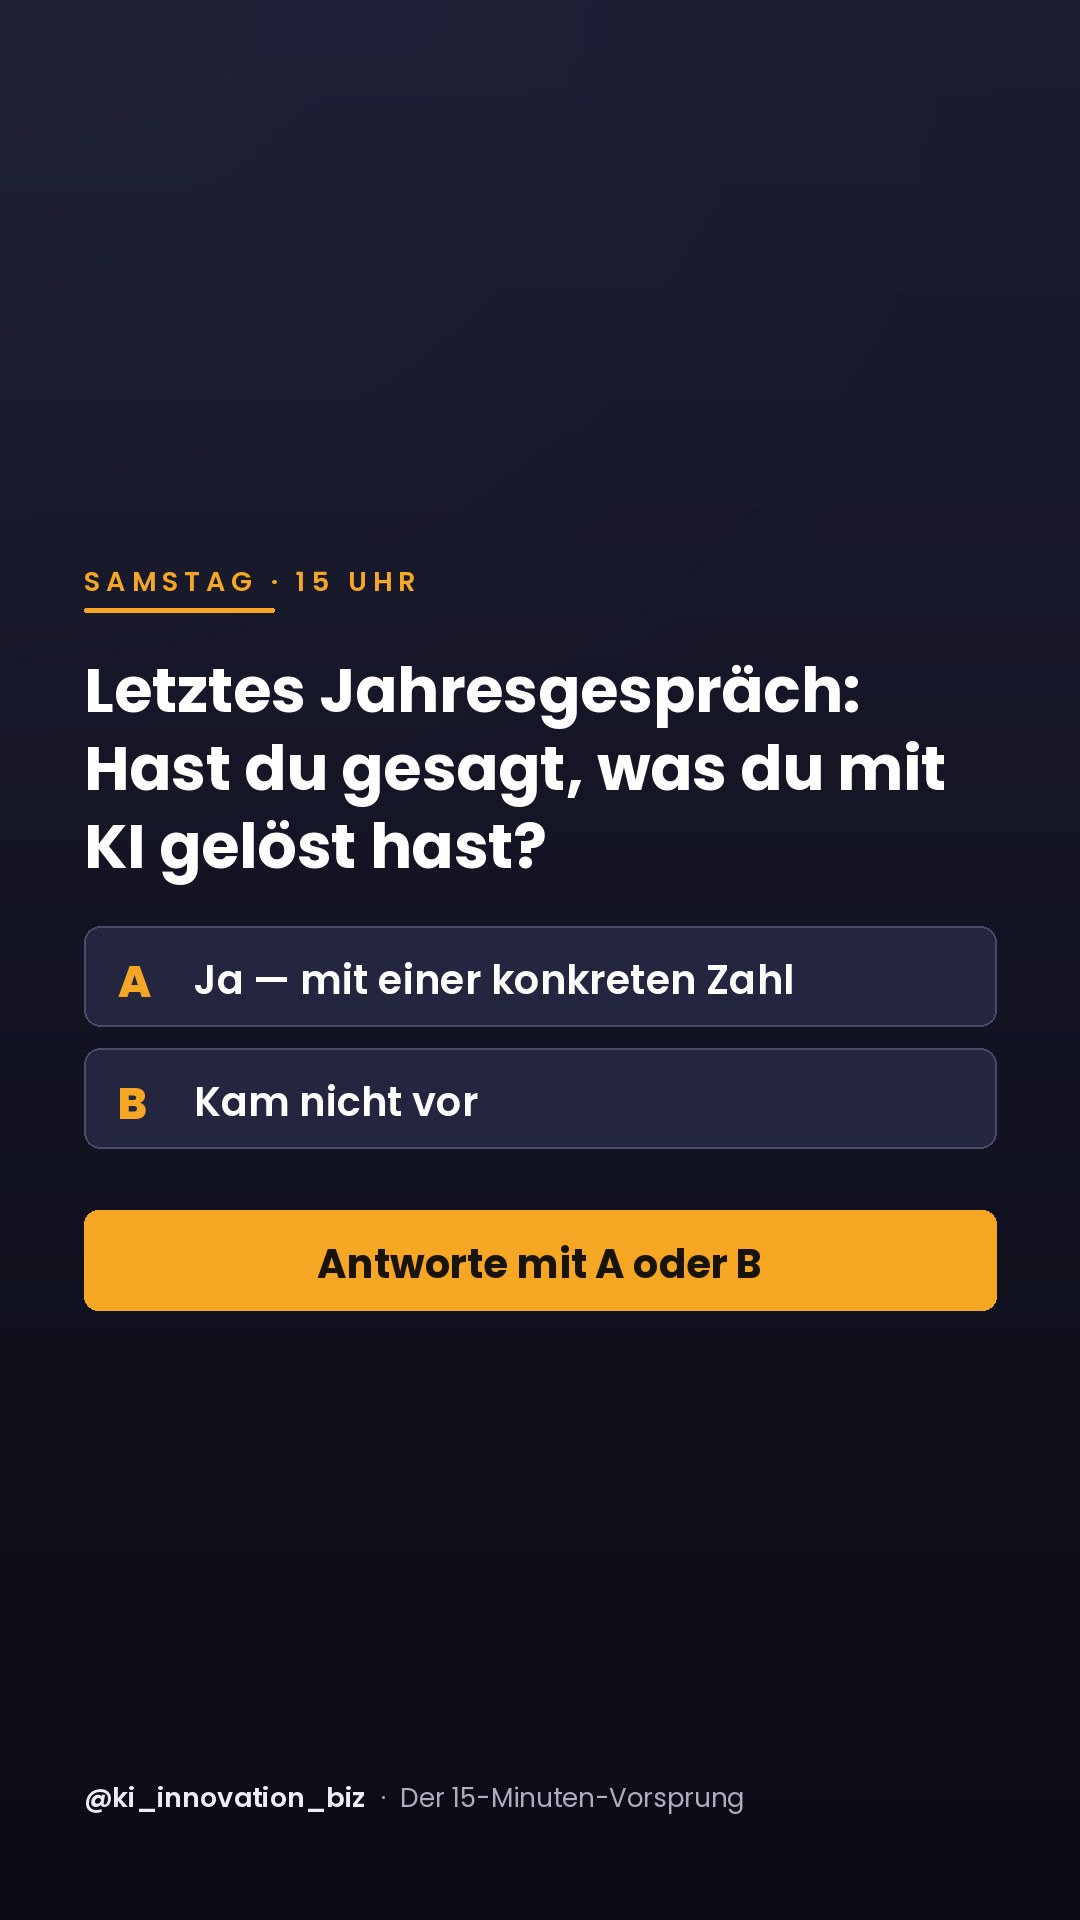 SAMSTAG · 15 UHR
Letztes Jahresgespräch:
Hast du gesagt, was du mit
KI gelöst hast?
A Ja — mit einer konkreten Zahl
B Kam nicht vor
Antworte mit A oder B
@ki_innovation_biz · Der 15-Minuten-Vorsprung